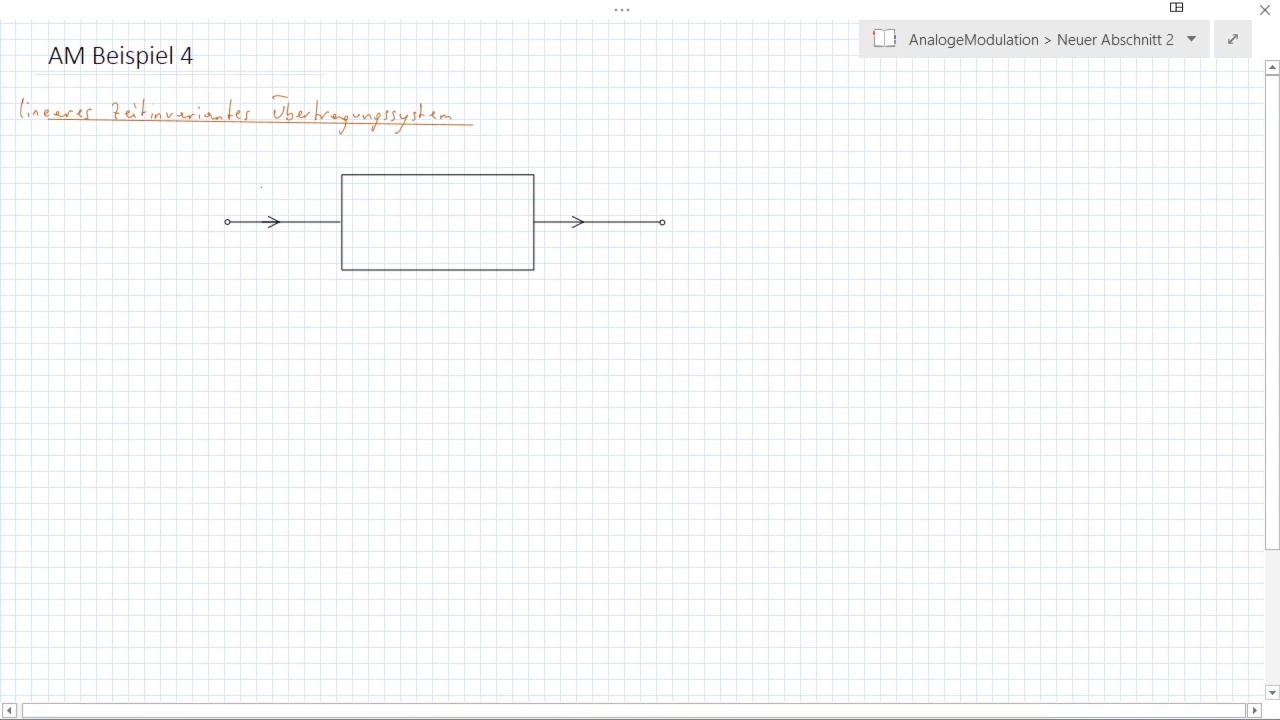 AnalogeModulation > Neuer Abschnitt 2
AM Beispiel 4
lineares Zeitinvariantes Übertragungssystem